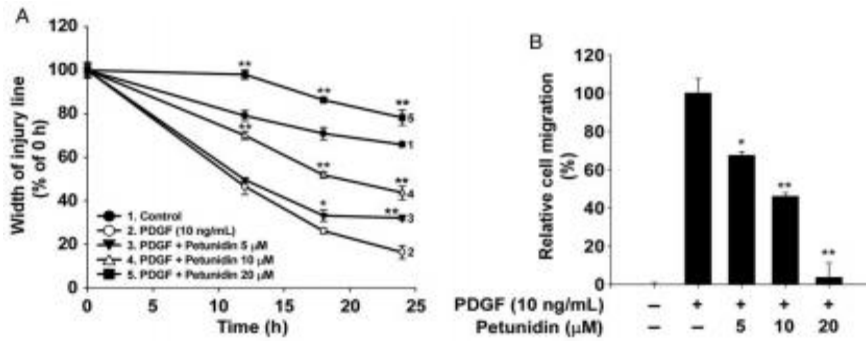 A
Width of injury line
(% of 0 h)
120
100
80
60
40
20
0
** ** **
5
1
** ** **
4
* **
3
2
1. Control
2. PDGF (10 ng/mL)
3. PDGF + Petunidin 5 μM
4. PDGF + Petunidin 10 μM
5. PDGF + Petunidin 20 μM
0 5 10 15 20 25
Time (h)
B
Relative cell migration
(%)
120
100
80
60
40
20
0
*
**
**
PDGF (10 ng/mL) – + + + +
Petunidin (μM) – – 5 10 20